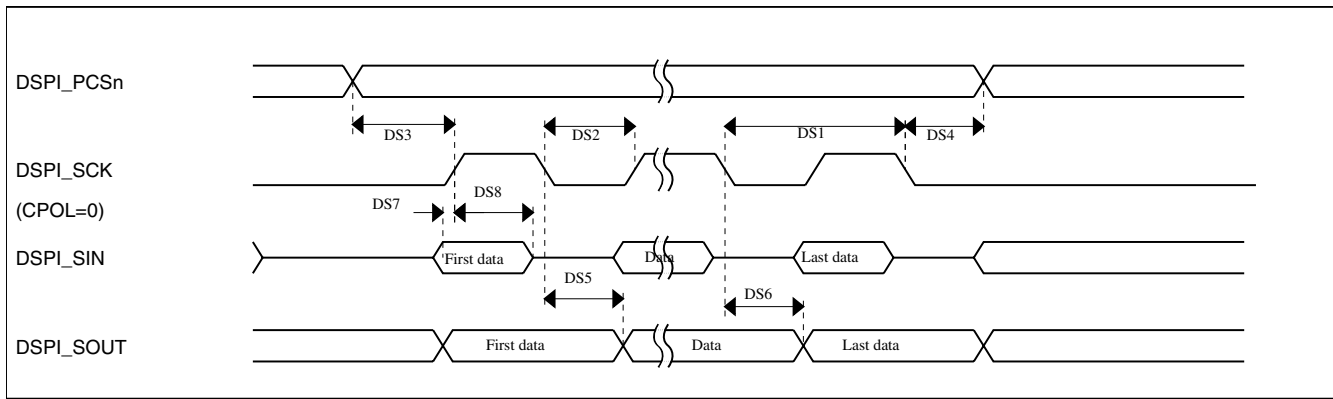 DSPI_PCSn
DS3
DS2
DS1
DS4
DSPI_SCK
(CPOL=0)
DS7
DS8
DSPI_SIN
First data
Data
Last data
DS5
DS6
DSPI_SOUT
First data
Data
Last data